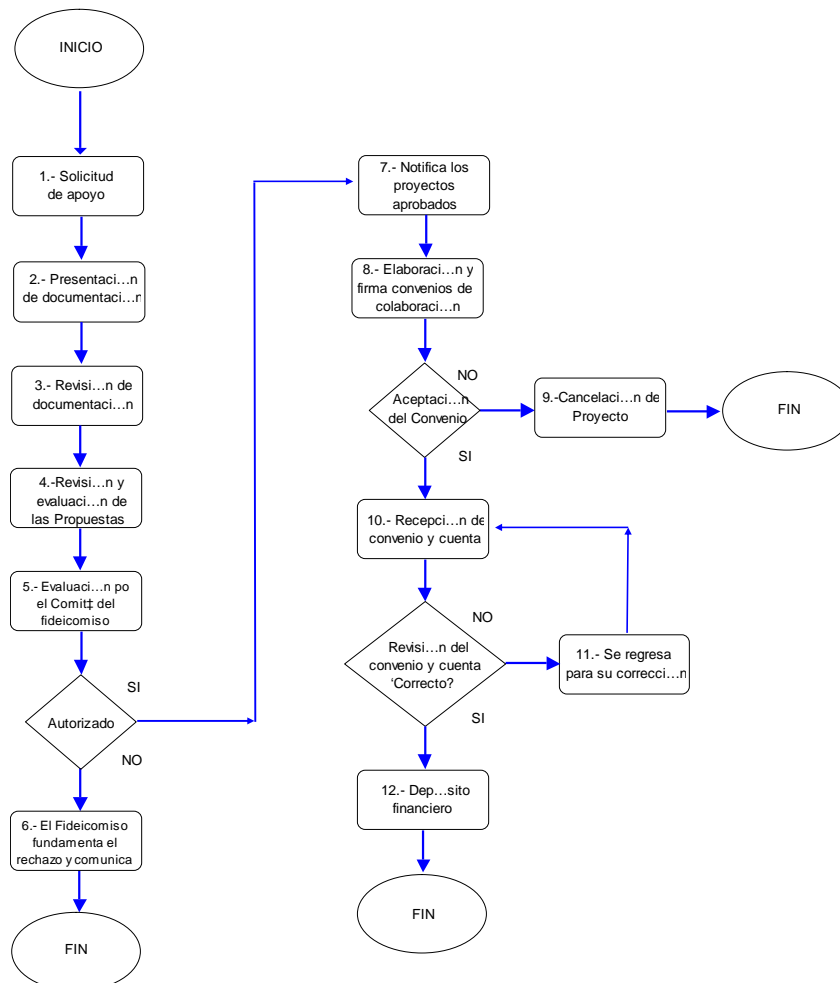 INICIO
1.- Solicitud
de apoyo
2.- Presentaci…n
de documentaci…n
3.- Revisi…n de
documentaci…n
4.-Revisi…n y
evaluaci…n de
las Propuestas
5.- Evaluaci…n po
el Comit‡ del
fideicomiso
SI
Autorizado
NO
6.- El Fideicomiso
fundamenta el
rechazo y comunica
FIN
7.- Notifica los
proyectos
aprobados
8.- Elaboraci…n y
firma convenios de
colaboraci…n
NO
Aceptaci…n
del Convenio
SI
9.-Cancelaci…n de
Proyecto
FIN
10.- Recepci…n de
convenio y cuenta
NO
Revisi…n del
convenio y cuenta
‘Correcto?
SI
11.- Se regresa
para su correcci…n
12.- Dep…sito
financiero
FIN